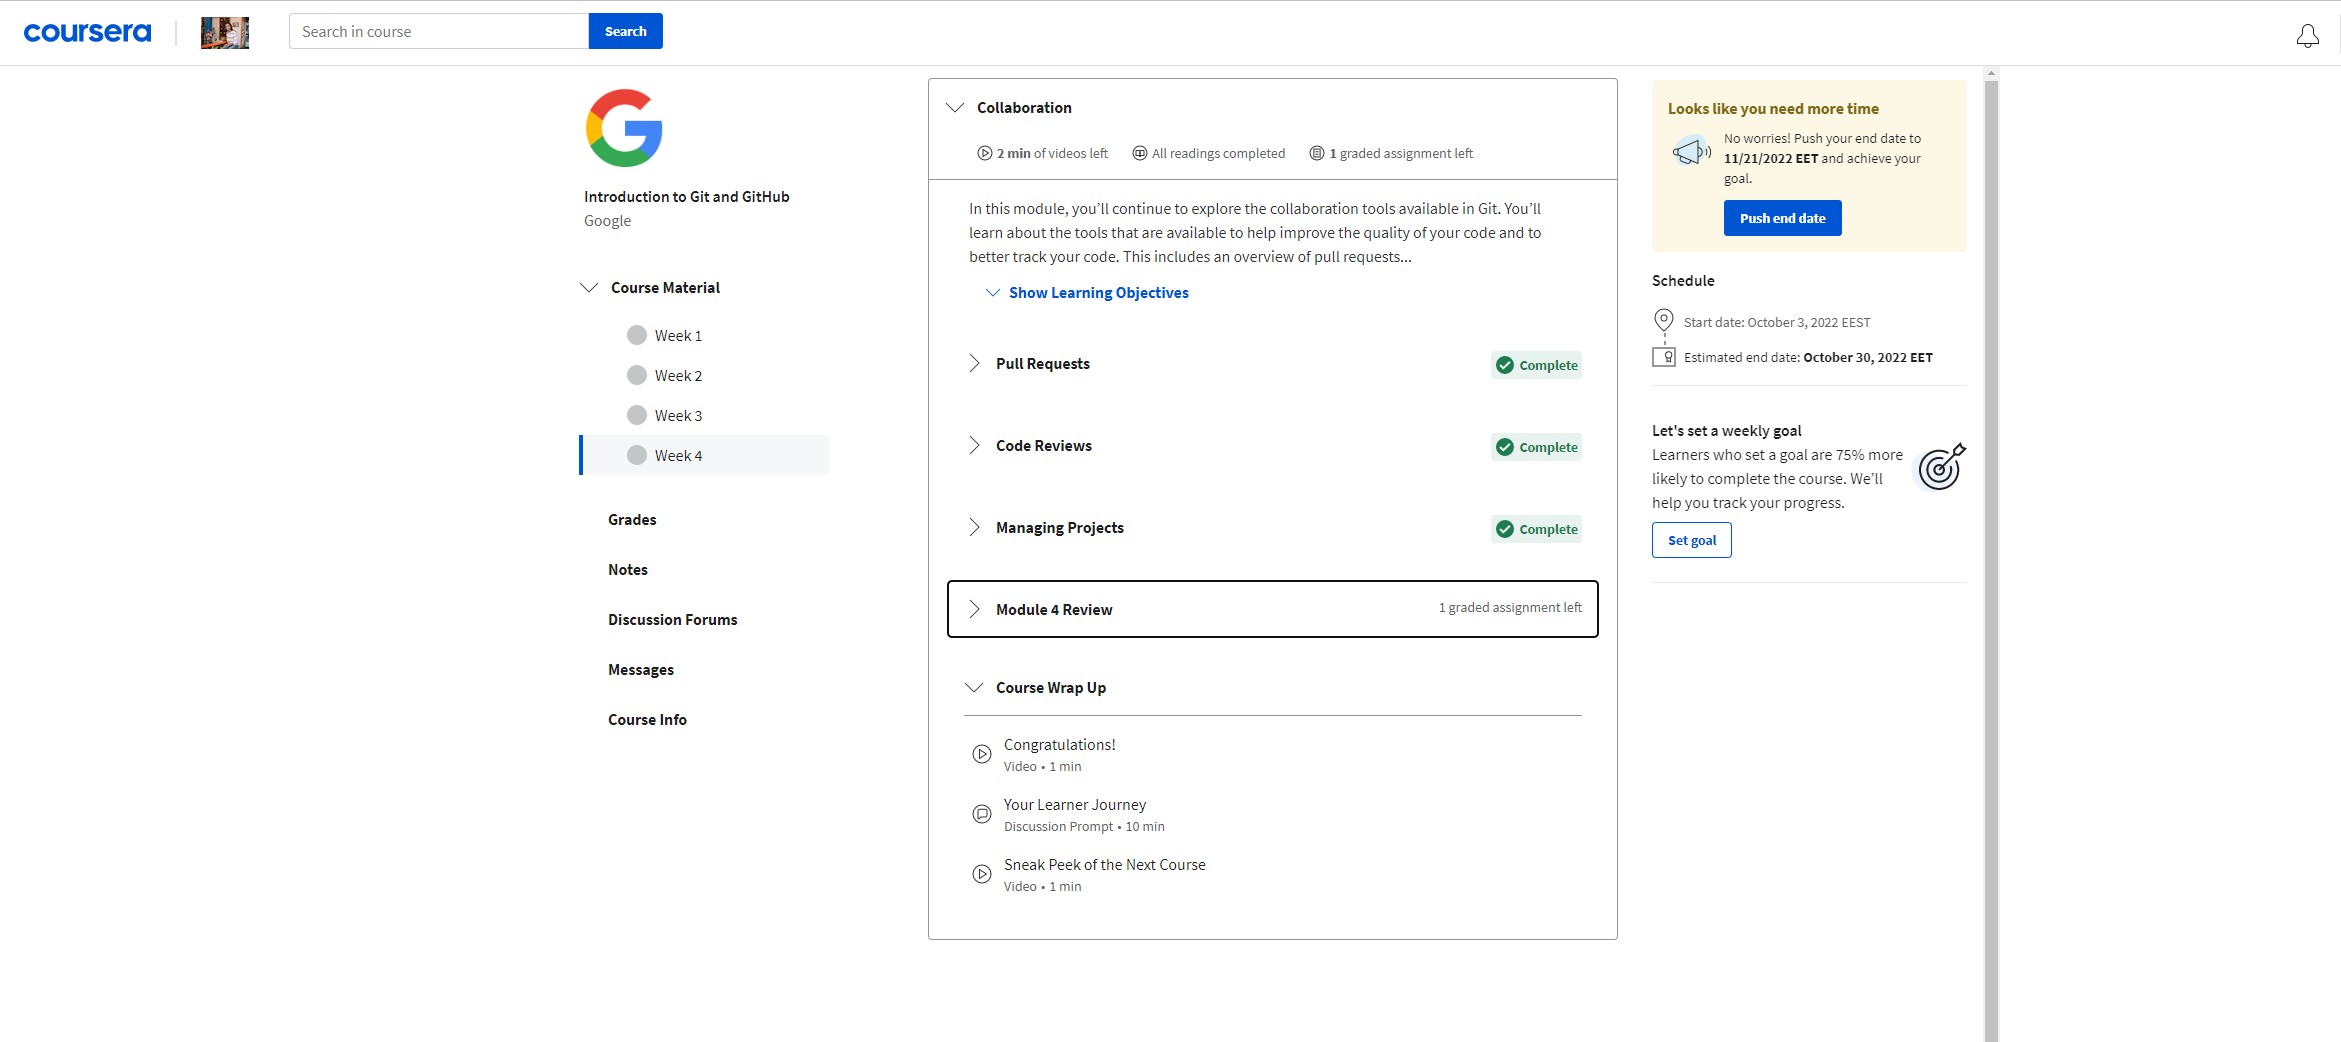 coursera
Search in course
Search
Introduction to Git and GitHub
Google
Course Material
Week 1
Week 2
Week 3
Week 4
Grades
Notes
Discussion Forums
Messages
Course Info
Collaboration
2 min of videos left
All readings completed
1 graded assignment left
In this module, you’ll continue to explore the collaboration tools available in Git. You’ll
learn about the tools that are available to help improve the quality of your code and to
better track your code. This includes an overview of pull requests...
Show Learning Objectives
Pull Requests
Complete
Code Reviews
Complete
Managing Projects
Complete
Module 4 Review
1 graded assignment left
Course Wrap Up
Congratulations!
Video • 1 min
Your Learner Journey
Discussion Prompt • 10 min
Sneak Peek of the Next Course
Video • 1 min
Looks like you need more time
No worries! Push your end date to
11/21/2022 EET and achieve your
goal.
Push end date
Schedule
Start date: October 3, 2022 EEST
Estimated end date: October 30, 2022 EET
Let's set a weekly goal
Learners who set a goal are 75% more
likely to complete the course. We’ll
help you track your progress.
Set goal